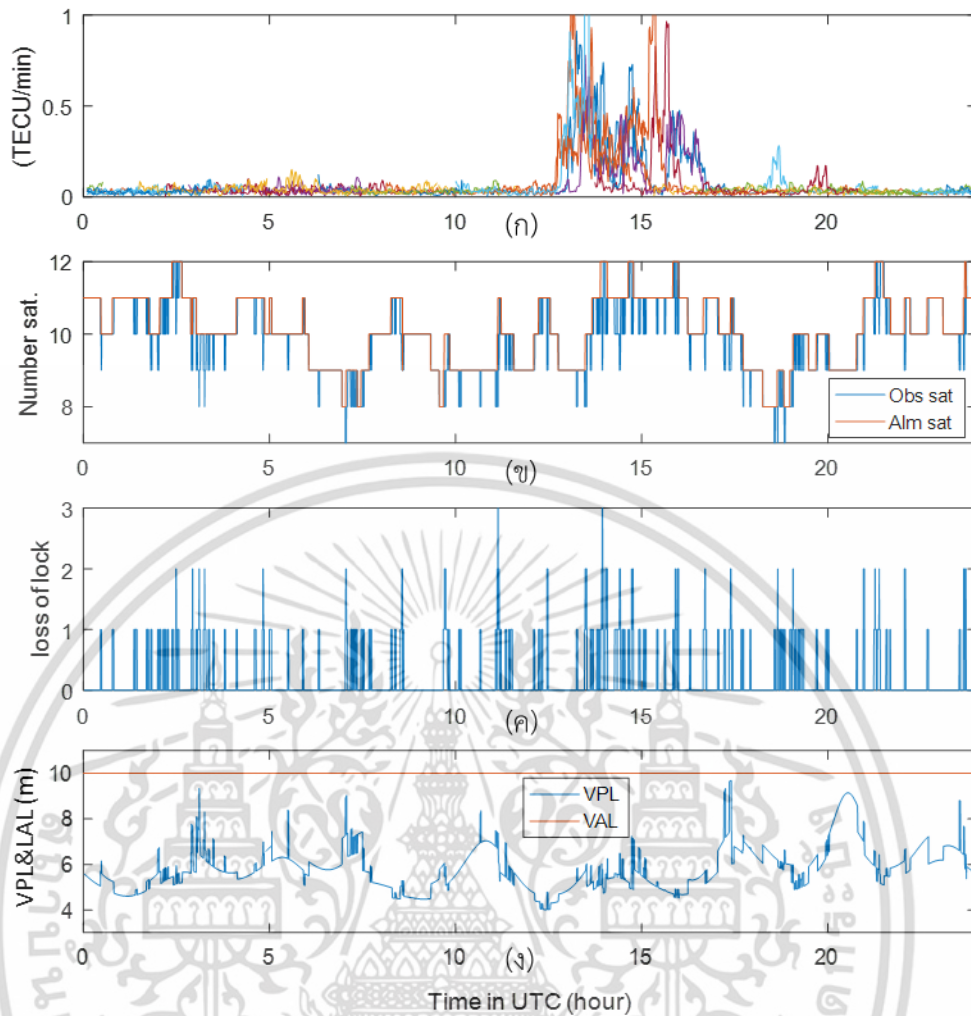 1
0.5
0
(TECU/min)
0 5 10 15 20
(ก)
12
10
8
Number sat.
Obs sat
Alm sat
0 5 10 15 20
(ข)
3
2
1
0
loss of lock
0 5 10 15 20
(ค)
10
8
6
4
VPL&LAL (m)
VPL
VAL
0 5 10 15 20
(ง)
Time in UTC (hour)